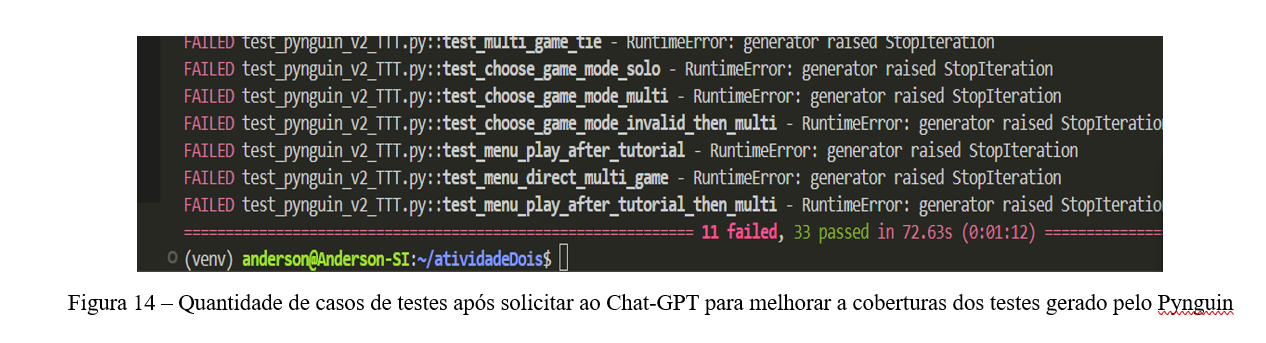 FAILED test_pynguin_v2_TTT.py::test_multi_game_tie - RuntimeError: generator raised StopIteration
FAILED test_pynguin_v2_TTT.py::test_choose_game_mode_solo - RuntimeError: generator raised StopIteration
FAILED test_pynguin_v2_TTT.py::test_choose_game_mode_multi - RuntimeError: generator raised StopIteration
FAILED test_pynguin_v2_TTT.py::test_choose_game_mode_invalid_then_multi - RuntimeError: generator raised StopIteratio
FAILED test_pynguin_v2_TTT.py::test_menu_play_after_tutorial - RuntimeError: generator raised StopIteration
FAILED test_pynguin_v2_TTT.py::test_menu_direct_multi_game - RuntimeError: generator raised StopIteration
FAILED test_pynguin_v2_TTT.py::test_menu_play_after_tutorial_then_multi - RuntimeError: generator raised StopIteratio
============================================================= 11 failed, 33 passed in 72.63s (0:01:12) ==============
(venv) anderson@Anderson-SI:~/atividadeDois$
Figura 14 – Quantidade de casos de testes após solicitar ao Chat-GPT para melhorar a coberturas dos testes gerado pelo Pynguin